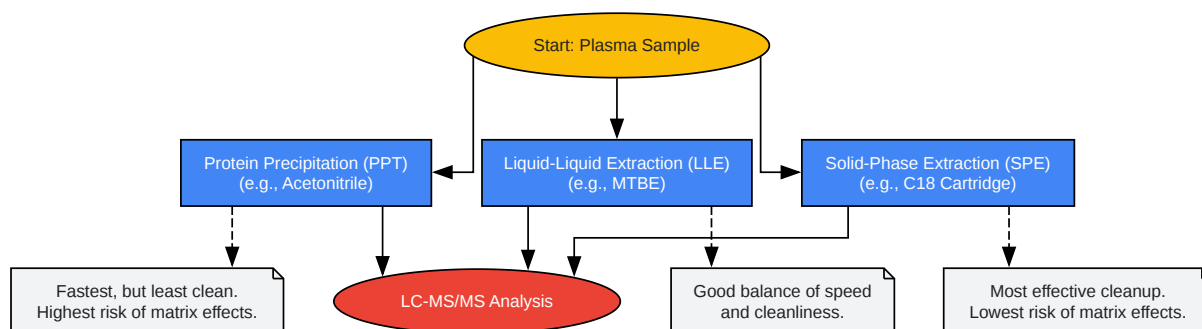 Start: Plasma Sample
Protein Precipitation (PPT)
(e.g., Acetonitrile)
Liquid-Liquid Extraction (LLE)
(e.g., MTBE)
Solid-Phase Extraction (SPE)
(e.g., C18 Cartridge)
Fastest, but least clean.
Highest risk of matrix effects.
LC-MS/MS Analysis
Good balance of speed
and cleanliness.
Most effective cleanup.
Lowest risk of matrix effects.